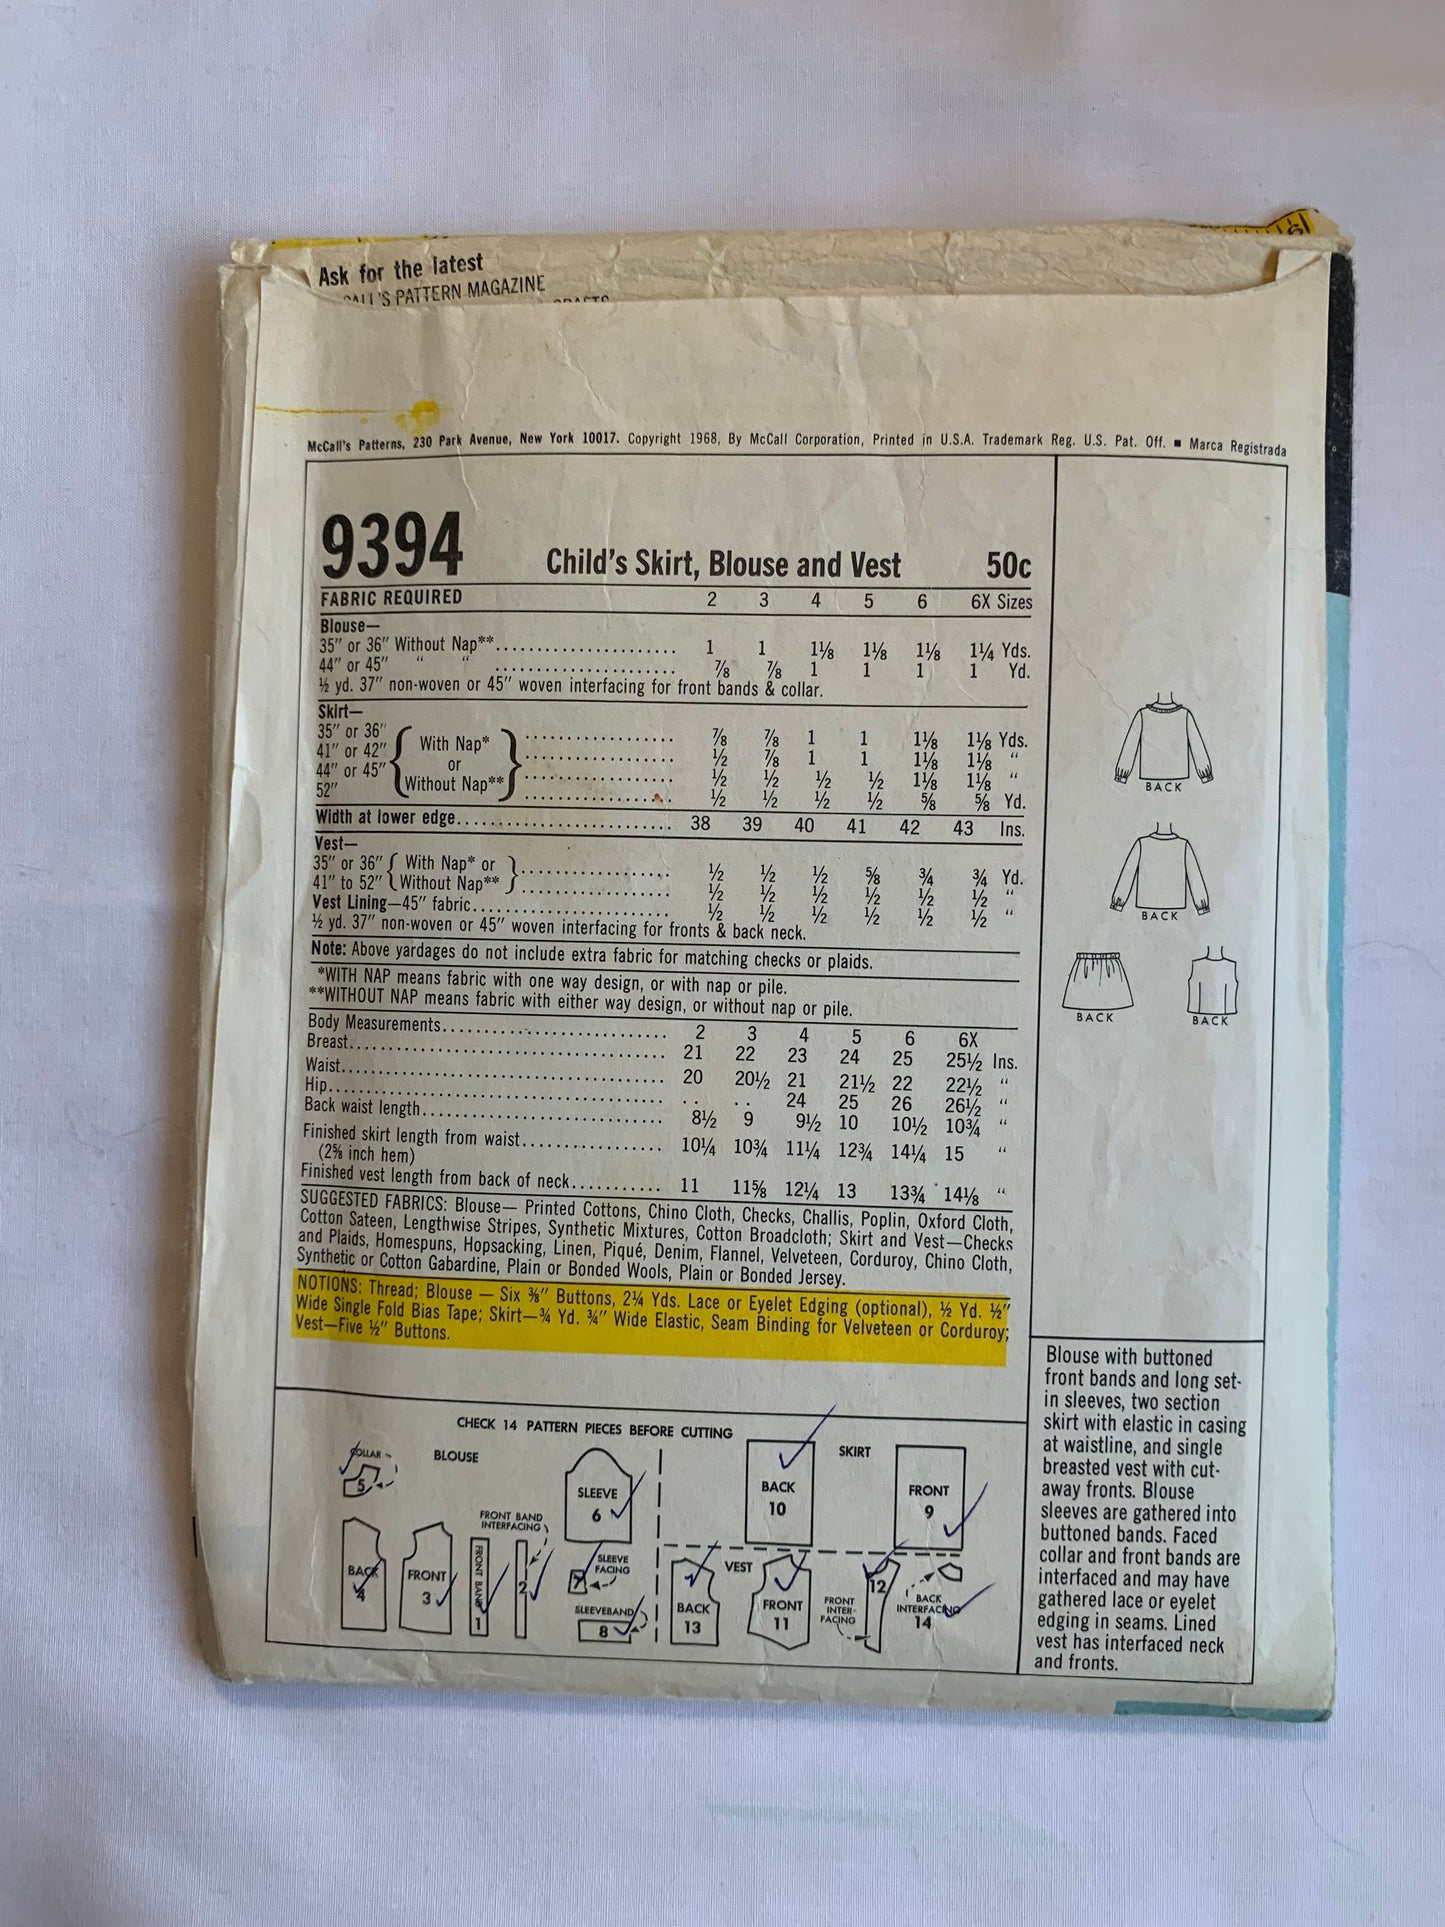 Ask for the latest
CALL'S PATTERN MAGAZINE
McCall's Patterns, 230 Park Avenue, New York 10017. Copyright 1968, By McCall Corporation, Printed in U.S.A. Trademark Reg. U.S. Pat. Off. ■ Marca Registrada
9394 Child's Skirt, Blouse and Vest 50c
FABRIC REQUIRED 2 3 4 5 6 6X Sizes
Blouse—
35" or 36" Without Nap** 1 1 1⅛ 1⅛ 1⅛ 1¼ Yds.
44" or 45" " " ⅞ ⅞ 1 1 1 1 Yd.
½ yd. 37" non-woven or 45" woven interfacing for front bands & collar.
Skirt—
35" or 36" ⅞ ⅞ 1 1 1⅛ 1⅛ Yds.
41" or 42" With Nap* ½ ⅞ 1 1 1⅛ 1⅛ "
44" or 45" or ½ ½ ½ ½ 1⅛ 1⅛ "
52" Without Nap** ½ ½ ½ ½ ⅝ ⅝ Yd.
Width at lower edge 38 39 40 41 42 43 Ins.
Vest—
35" or 36" With Nap* or ½ ½ ½ ⅝ ¾ ¾ Yd.
41" to 52" Without Nap** ½ ½ ½ ½ ½ ½ "
Vest Lining—45" fabric ½ ½ ½ ½ ½ ½ "
½ yd. 37" non-woven or 45" woven interfacing for fronts & back neck.
Note: Above yardages do not include extra fabric for matching checks or plaids.
*WITH NAP means fabric with one way design, or with nap or pile.
**WITHOUT NAP means fabric with either way design, or without nap or pile.
Body Measurements 2 3 4 5 6 6X
Breast 21 22 23 24 25 25½ Ins.
Waist 20 20½ 21 21½ 22 22½ "
Hip .. .. 24 25 26 26½ "
Back waist length 8½ 9 9½ 10 10½ 10¾ "
Finished skirt length from waist 10¼ 10¾ 11¼ 12¾ 14¼ 15 "
(2⅝ inch hem)
Finished vest length from back of neck 11 11⅝ 12¼ 13 13¾ 14⅛ "
SUGGESTED FABRICS: Blouse— Printed Cottons, Chino Cloth, Checks, Challis, Poplin, Oxford Cloth,
Cotton Sateen, Lengthwise Stripes, Synthetic Mixtures, Cotton Broadcloth; Skirt and Vest—Checks
and Plaids, Homespuns, Hopsacking, Linen, Piqué, Denim, Flannel, Velveteen, Corduroy, Chino Cloth,
Synthetic or Cotton Gabardine, Plain or Bonded Wools, Plain or Bonded Jersey.
NOTIONS: Thread; Blouse — Six ⅜" Buttons, 2¼ Yds. Lace or Eyelet Edging (optional), ½ Yd. ½"
Wide Single Fold Bias Tape; Skirt—¾ Yd. ¾" Wide Elastic, Seam Binding for Velveteen or Corduroy;
Vest—Five ½" Buttons.
BACK
BACK
BACK
BACK
Blouse with buttoned
front bands and long set-
in sleeves, two section
skirt with elastic in casing
at waistline, and single
breasted vest with cut-
away fronts. Blouse
sleeves are gathered into
buttoned bands. Faced
collar and front bands are
interfaced and may have
gathered lace or eyelet
edging in seams. Lined
vest has interfaced neck
and fronts.
CHECK 14 PATTERN PIECES BEFORE CUTTING
BLOUSE
COLLAR
5
BACK
4
FRONT
3
FRONT BAND
1
FRONT BAND
INTERFACING
2
SLEEVE
6
SLEEVE
FACING
7
SLEEVEBAND
8
SKIRT
BACK
10
FRONT
9
VEST
BACK
13
FRONT
11
FRONT
INTER-
FACING
12
BACK
INTERFACING
14